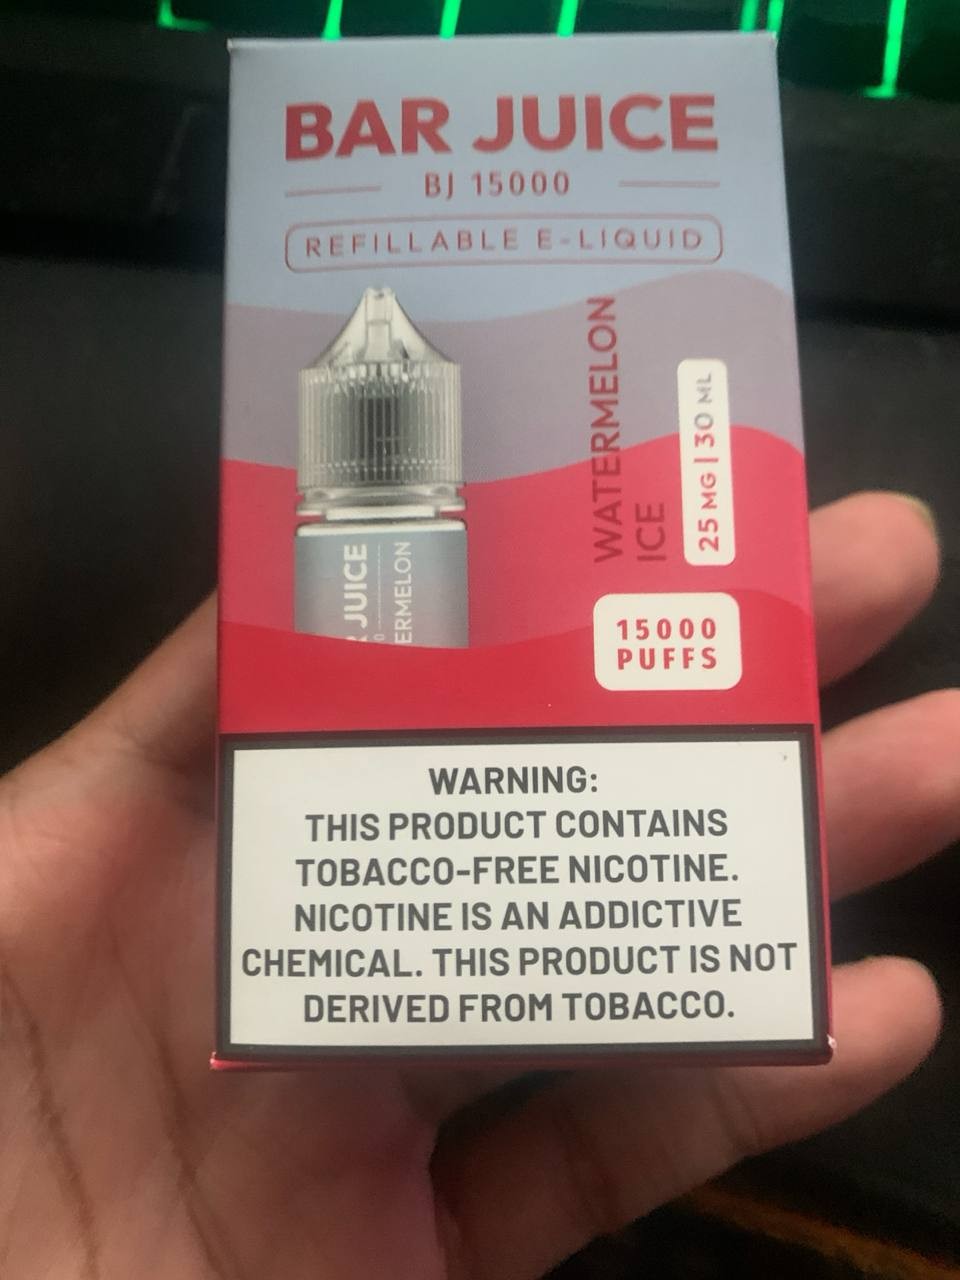 BAR JUICE
BJ 15000
REFILLABLE E-LIQUID
WATERMELON
ICE
25 MG | 30 ML
R JUICE
0
ERMELON
15000
PUFFS
WARNING:
THIS PRODUCT CONTAINS
TOBACCO-FREE NICOTINE.
NICOTINE IS AN ADDICTIVE
CHEMICAL. THIS PRODUCT IS NOT
DERIVED FROM TOBACCO.